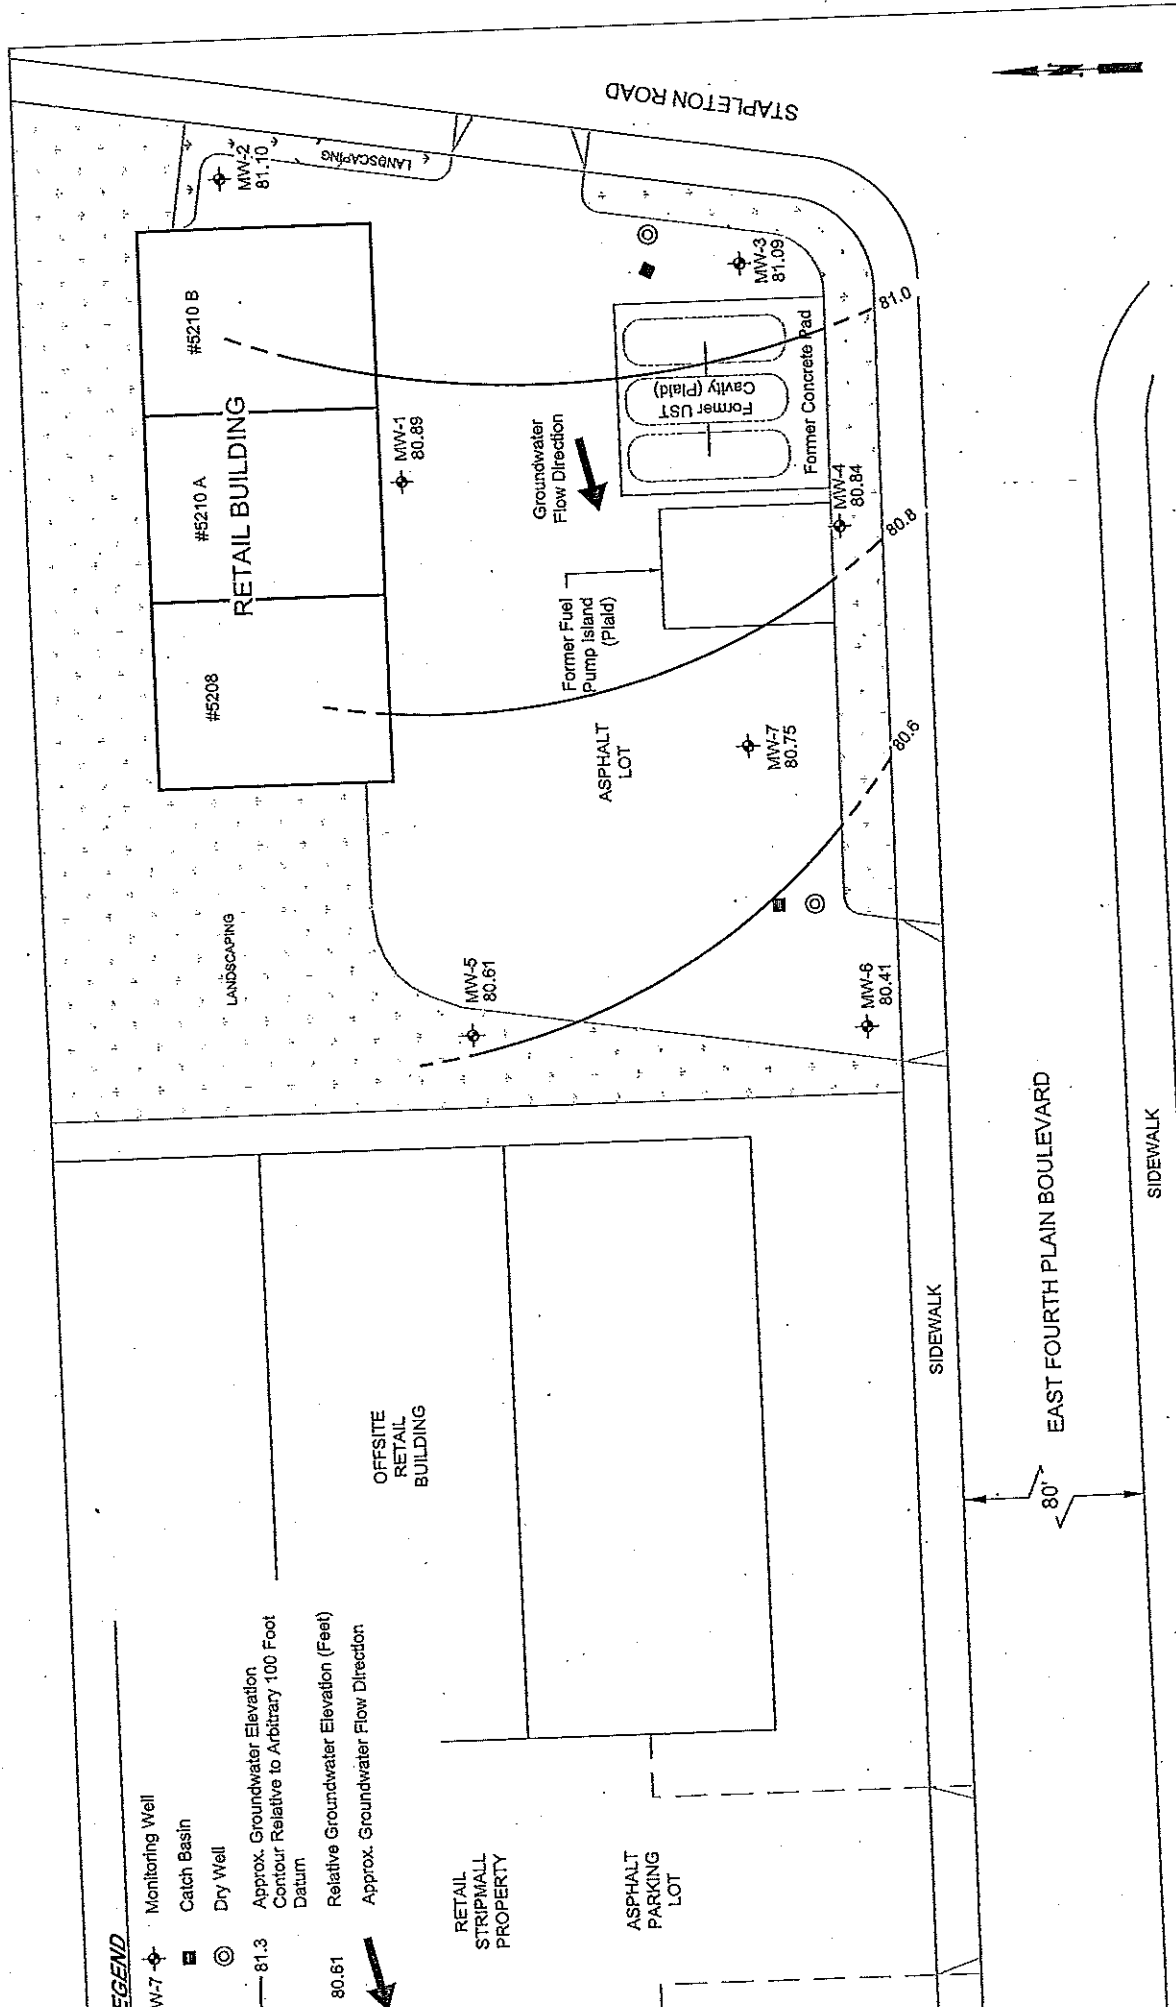 STAPLETON ROAD
N
LANDSCAPING
MW-2
81.10
#5210 B
#5210 A
#5208
RETAIL BUILDING
MW-1
80.89
MW-3
81.09
Former UST
Cavity (Plaid)
Former Concrete Pad
Groundwater
Flow Direction
MW-4
80.84
Former Fuel
Pump Island
(Plaid)
81.0
80.8
80.6
ASPHALT
LOT
MW-7
80.75
LANDSCAPING
MW-5
80.61
MW-6
80.41
OFFSITE
RETAIL
BUILDING
SIDEWALK
80'
EAST FOURTH PLAIN BOULEVARD
SIDEWALK
RETAIL
STRIPMALL
PROPERTY
ASPHALT
PARKING
LOT
EGEND
W-7 Monitoring Well
Catch Basin
Dry Well
81.3 Approx. Groundwater Elevation
Contour Relative to Arbitrary 100 Foot
Datum
80.61 Relative Groundwater Elevation (Feet)
Approx. Groundwater Flow Direction